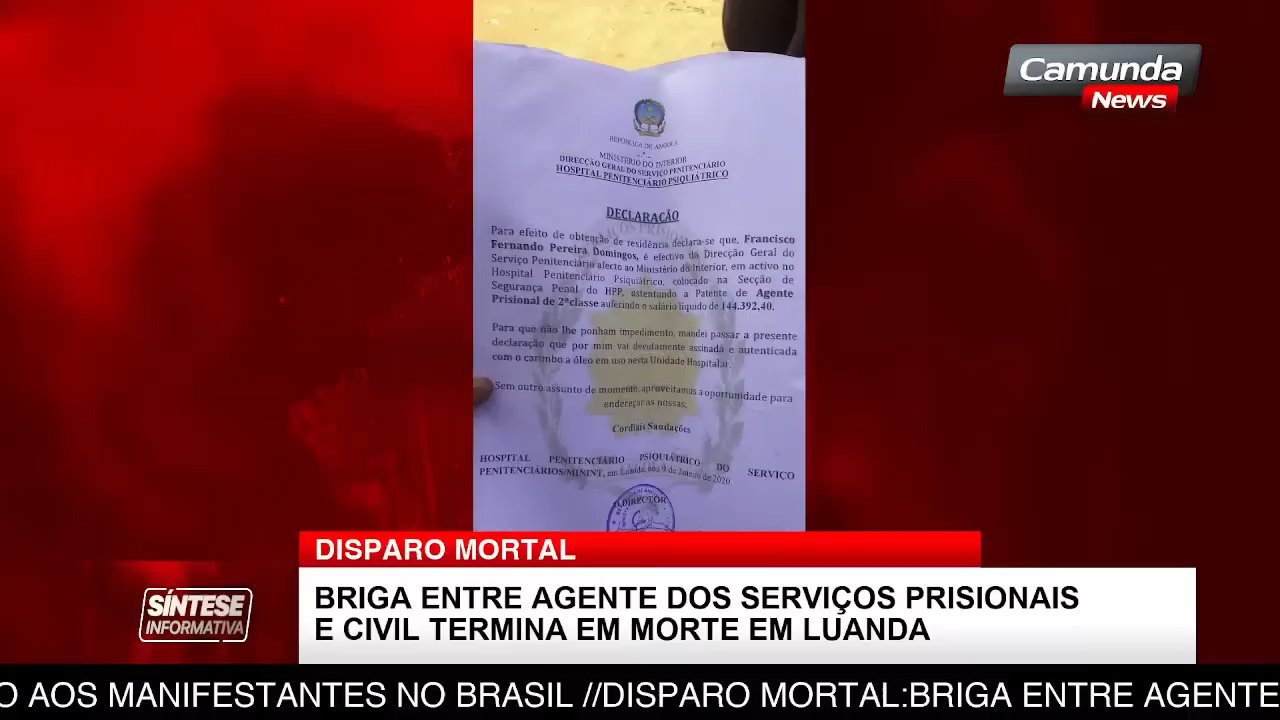 Camunda
News
REPÚBLICA DE ANGOLA
MINISTÉRIO DO INTERIOR
DIRECÇÃO GERAL DO SERVIÇO PENITENCIÁRIO
HOSPITAL PENITENCIÁRIO PSIQUIÁTRICO
DECLARAÇÃO
Para efeito de obtenção de residência declara-se que, Francisco
Fernando Pereira Domingos, é efectivo da Direcção Geral do
Serviço Penitenciário afecto ao Ministério do Interior, em activo no
Hospital Penitenciário Psiquiátrico, colocado na Secção de
Segurança Penal do HPP, ostentando a Patente de Agente
Prisional de 2ªclasse auferindo o salário líquido de 144.392,40.
Para que não lhe ponham impedimento, mandei passar a presente
declaração que por mim vai devidamente assinada e autenticada
com o carimbo a óleo em uso nesta Unidade Hospitalar.
Sem outro assunto de momento, aproveitamos a oportunidade para
endereçar as nossas;
Cordiais Saudações
HOSPITAL PENITENCIÁRIO PSIQUIÁTRICO DO SERVIÇO
PENITENCIÁRIOS/MININT, em Luanda, aos 9 de Janeiro de 2020
O DIRECTOR
DISPARO MORTAL
BRIGA ENTRE AGENTE DOS SERVIÇOS PRISIONAIS
E CIVIL TERMINA EM MORTE EM LUANDA
SÍNTESE
INFORMATIVA
O AOS MANIFESTANTES NO BRASIL //DISPARO MORTAL:BRIGA ENTRE AGENTE